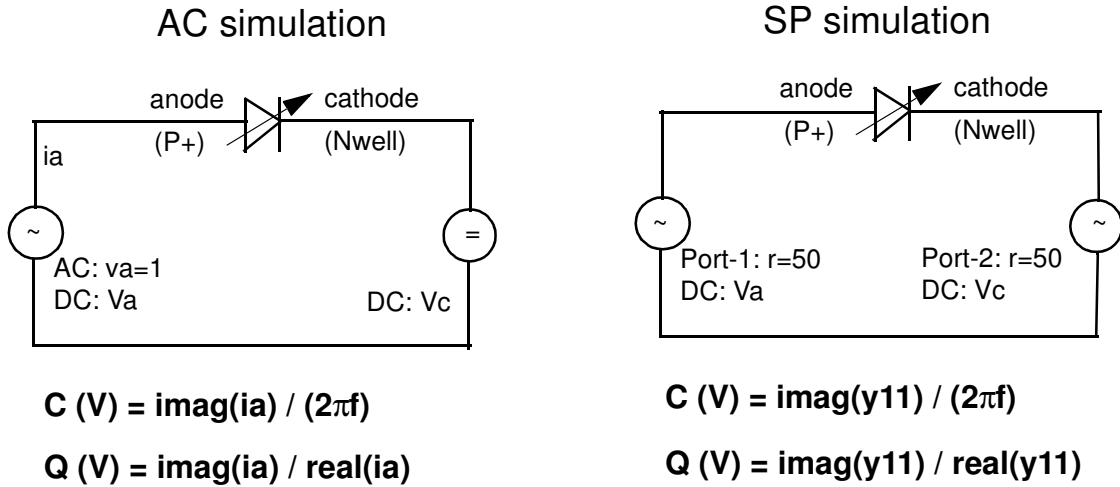 AC simulation
anode
cathode
(P+)
(Nwell)
ia
~
=
AC: va=1
DC: Va
DC: Vc
C (V) = imag(ia) / (2πf)
Q (V) = imag(ia) / real(ia)
SP simulation
anode
cathode
(P+)
(Nwell)
~
~
Port-1: r=50
DC: Va
Port-2: r=50
DC: Vc
C (V) = imag(y11) / (2πf)
Q (V) = imag(y11) / real(y11)